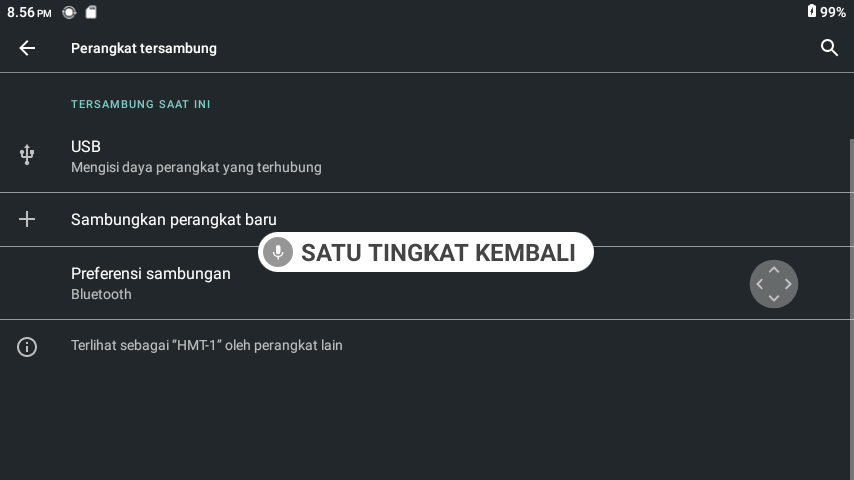 8.56 PM
99%
Perangkat tersambung
TERSAMBUNG SAAT INI
USB
Mengisi daya perangkat yang terhubung
Sambungkan perangkat baru
SATU TINGKAT KEMBALI
Preferensi sambungan
Bluetooth
Terlihat sebagai “HMT-1” oleh perangkat lain